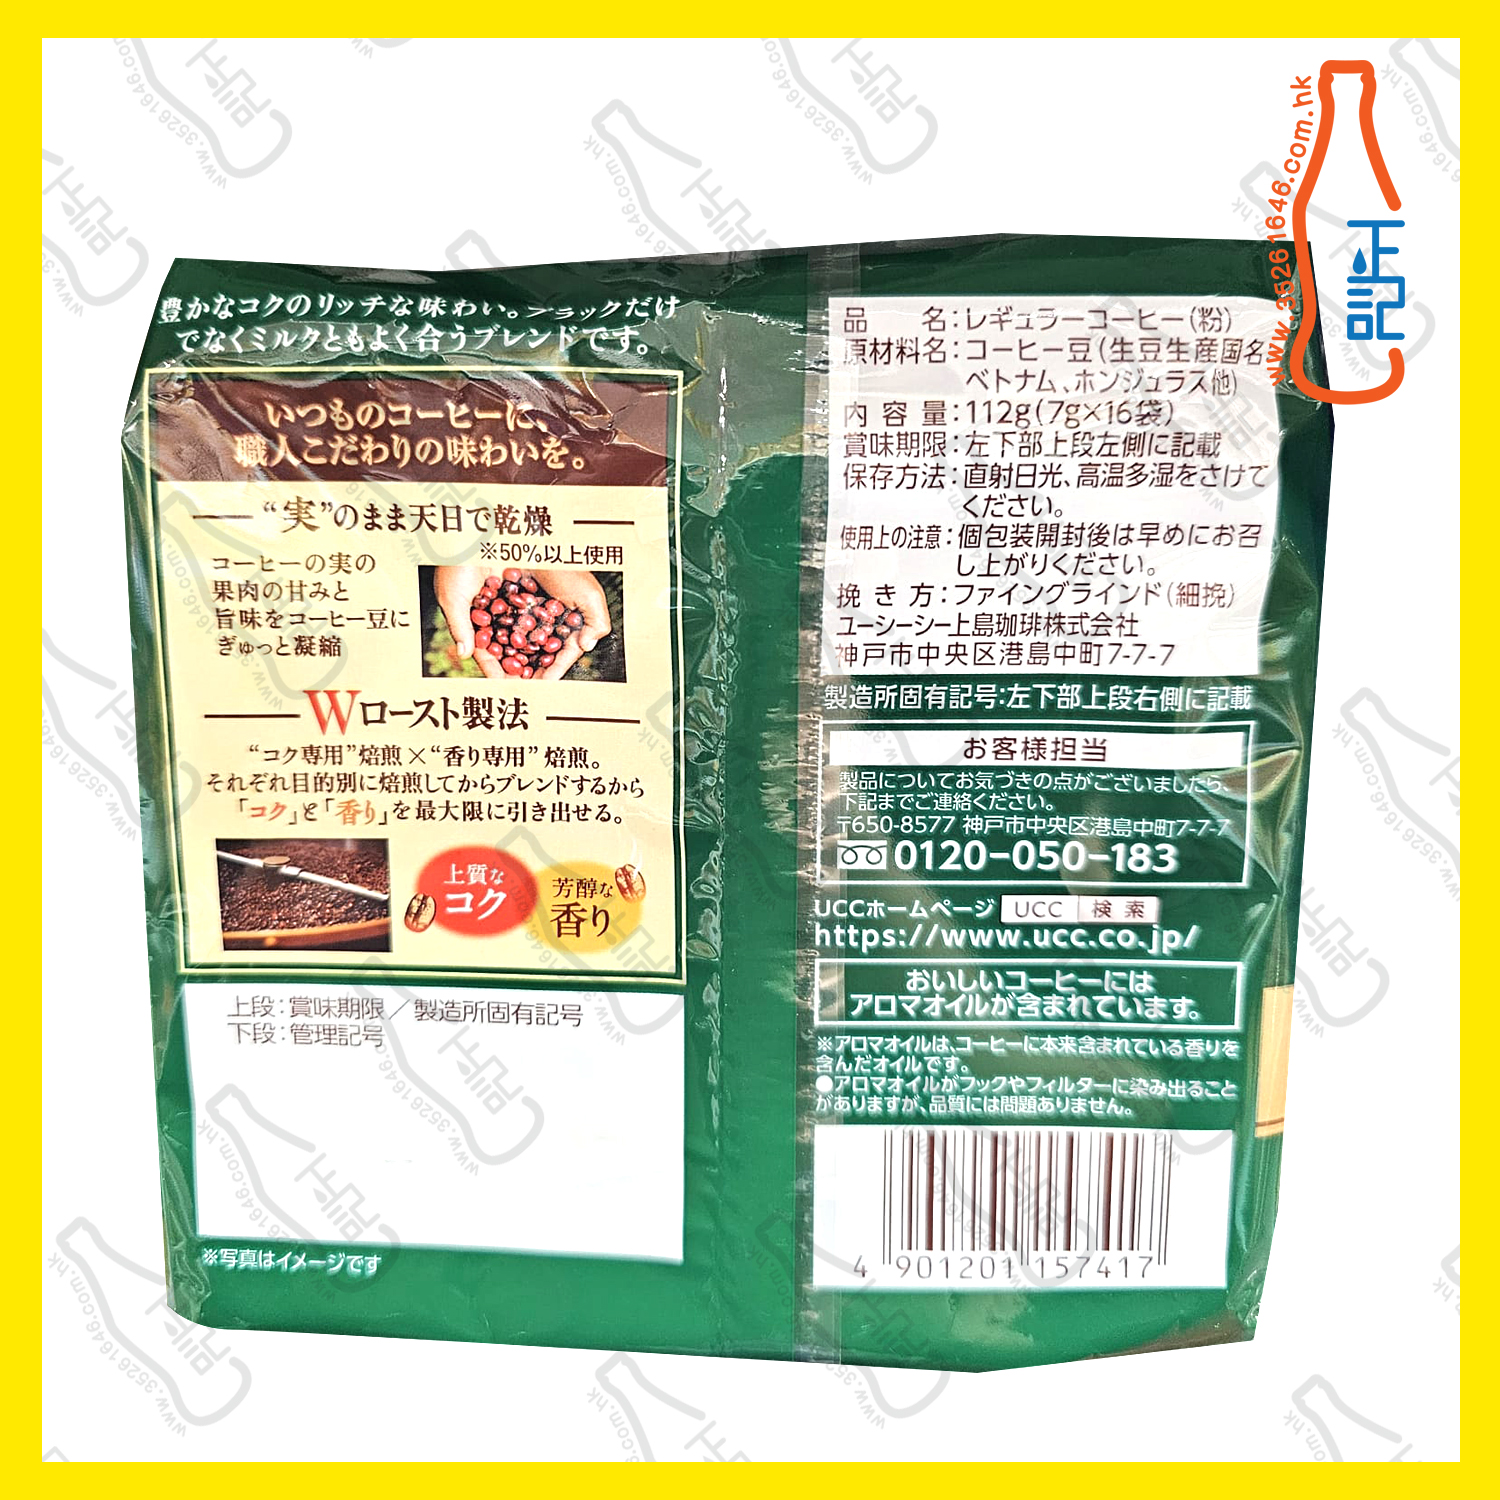 豊かなコクのリッチな味わい。ブラックだけ
でなくミルクともよく合うブレンドです。
いつものコーヒーに、
職人こだわりの味わいを。
“実”のまま天日で乾燥
※50%以上使用
コーヒーの実の
果肉の甘みと
旨味をコーヒー豆に
ぎゅっと凝縮
Wロースト製法
“コク専用”焙煎×“香り専用”焙煎。
それぞれ目的別に焙煎してからブレンドするから
「コク」と「香り」を最大限に引き出せる。
上質な
コク
芳醇な
香り
上段:賞味期限／製造所固有記号
下段:管理記号
※写真はイメージです
品名:レギュラーコーヒー(粉)
原材料名:コーヒー豆(生豆生産国名
ベトナム、ホンジュラス他)
内容量:112g(7g×16袋)
賞味期限:左下部上段左側に記載
保存方法:直射日光、高温多湿をさけて
ください。
使用上の注意:個包装開封後は早めにお召
し上がりください。
挽き方:ファイングラインド(細挽)
ユーシーシー上島珈琲株式会社
神戸市中央区港島中町7-7-7
製造所固有記号:左下部上段右側に記載
お客様担当
製品についてお気づきの点がございましたら、
下記までご連絡ください。
〒650-8577 神戸市中央区港島中町7-7-7
0120-050-183
UCCホームページ UCC 検索
https://www.ucc.co.jp/
おいしいコーヒーには
アロマオイルが含まれています。
※アロマオイルは、コーヒーに本来含まれている香りを
含んだオイルです。
●アロマオイルがフックやフィルターに染み出ること
がありますが、品質には問題ありません。
4 901201 157417
www.35261646.com.hk
正記